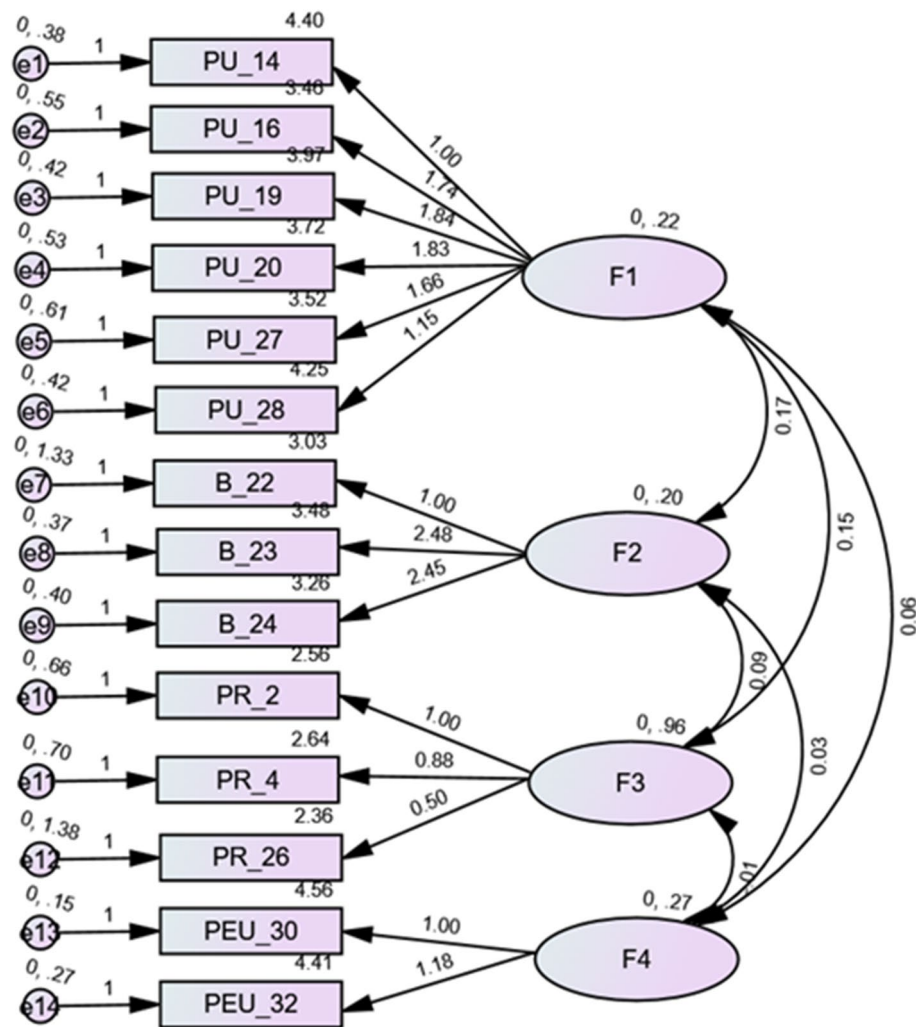 4.40
0, .38
1
e1
PU_14
3.46
0, .55
1
e2
PU_16
3.97
0, .42
1
e3
PU_19
3.72
0, .53
1
e4
PU_20
3.52
0, .61
1
e5
PU_27
4.25
0, .42
1
e6
PU_28
3.03
0, 1.33
1
e7
B_22
3.48
0, .37
1
e8
B_23
3.26
0, .40
1
e9
B_24
2.56
0, .66
1
e10
PR_2
2.64
0, .70
1
e11
PR_4
2.36
0, 1.38
1
e12
PR_26
4.56
0, .15
1
e13
PEU_30
4.41
0, .27
1
e14
PEU_32
1.00
1.74
1.84
1.83
1.66
1.15
0, .22
F1
1.00
2.48
2.45
0, .20
F2
1.00
0.88
0.50
0, .96
F3
1.00
1.18
0, .27
F4
0.17
0.15
0.06
0.09
0.03